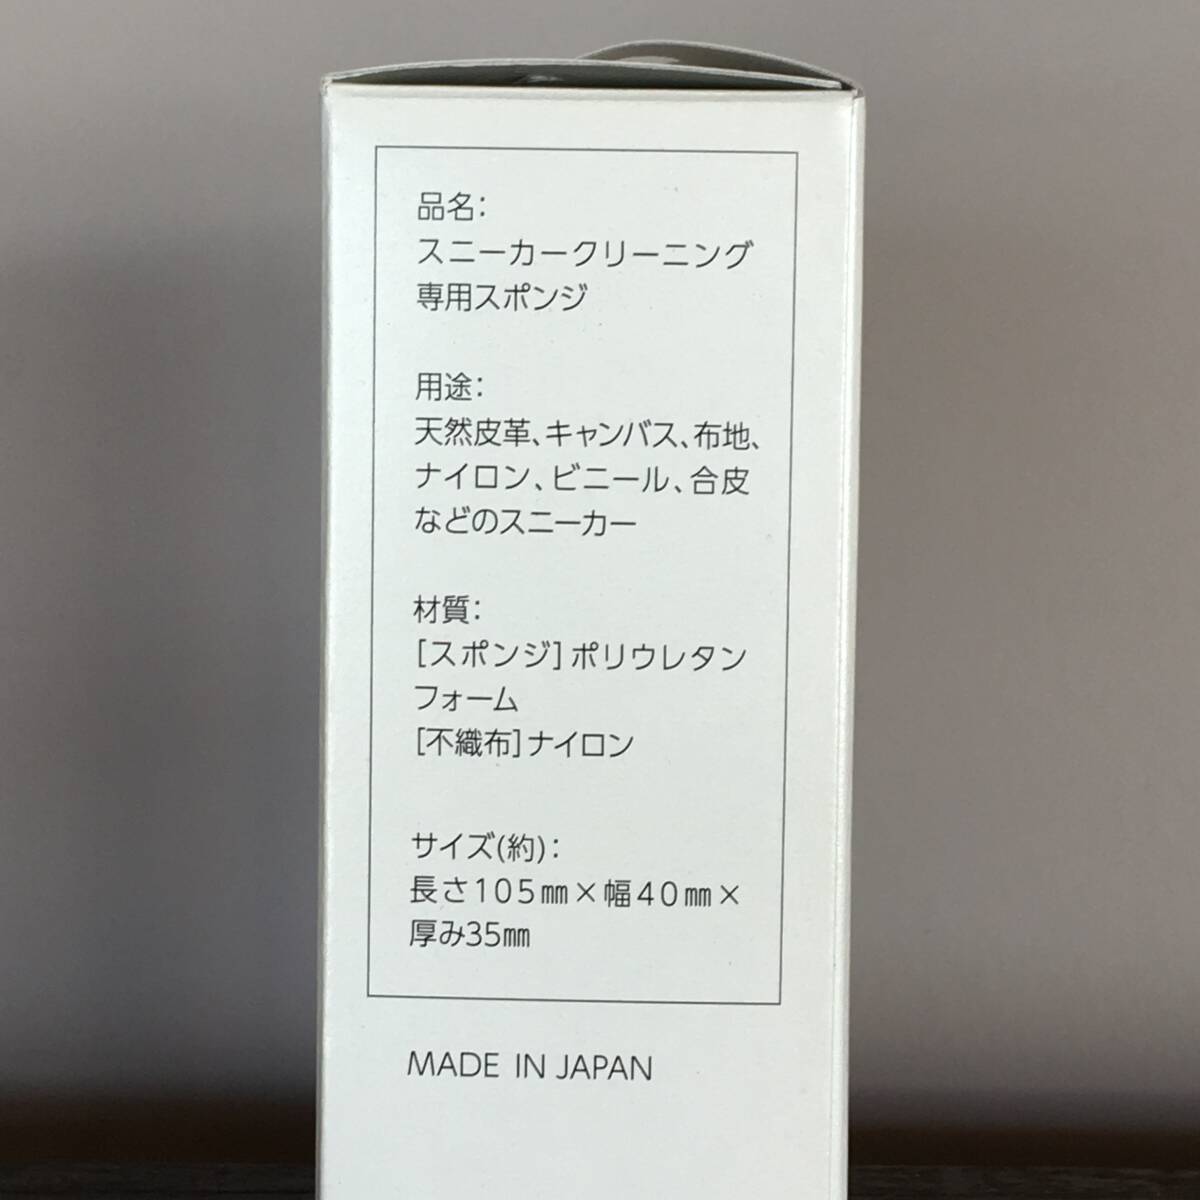 品名:
スニーカークリーニング
専用スポンジ
用途:
天然皮革、キャンバス、布地、
ナイロン、ビニール、合皮
などのスニーカー
材質:
[スポンジ]ポリウレタン
フォーム
[不織布]ナイロン
サイズ(約):
長さ105㎜×幅40㎜×
厚み35㎜
MADE IN JAPAN